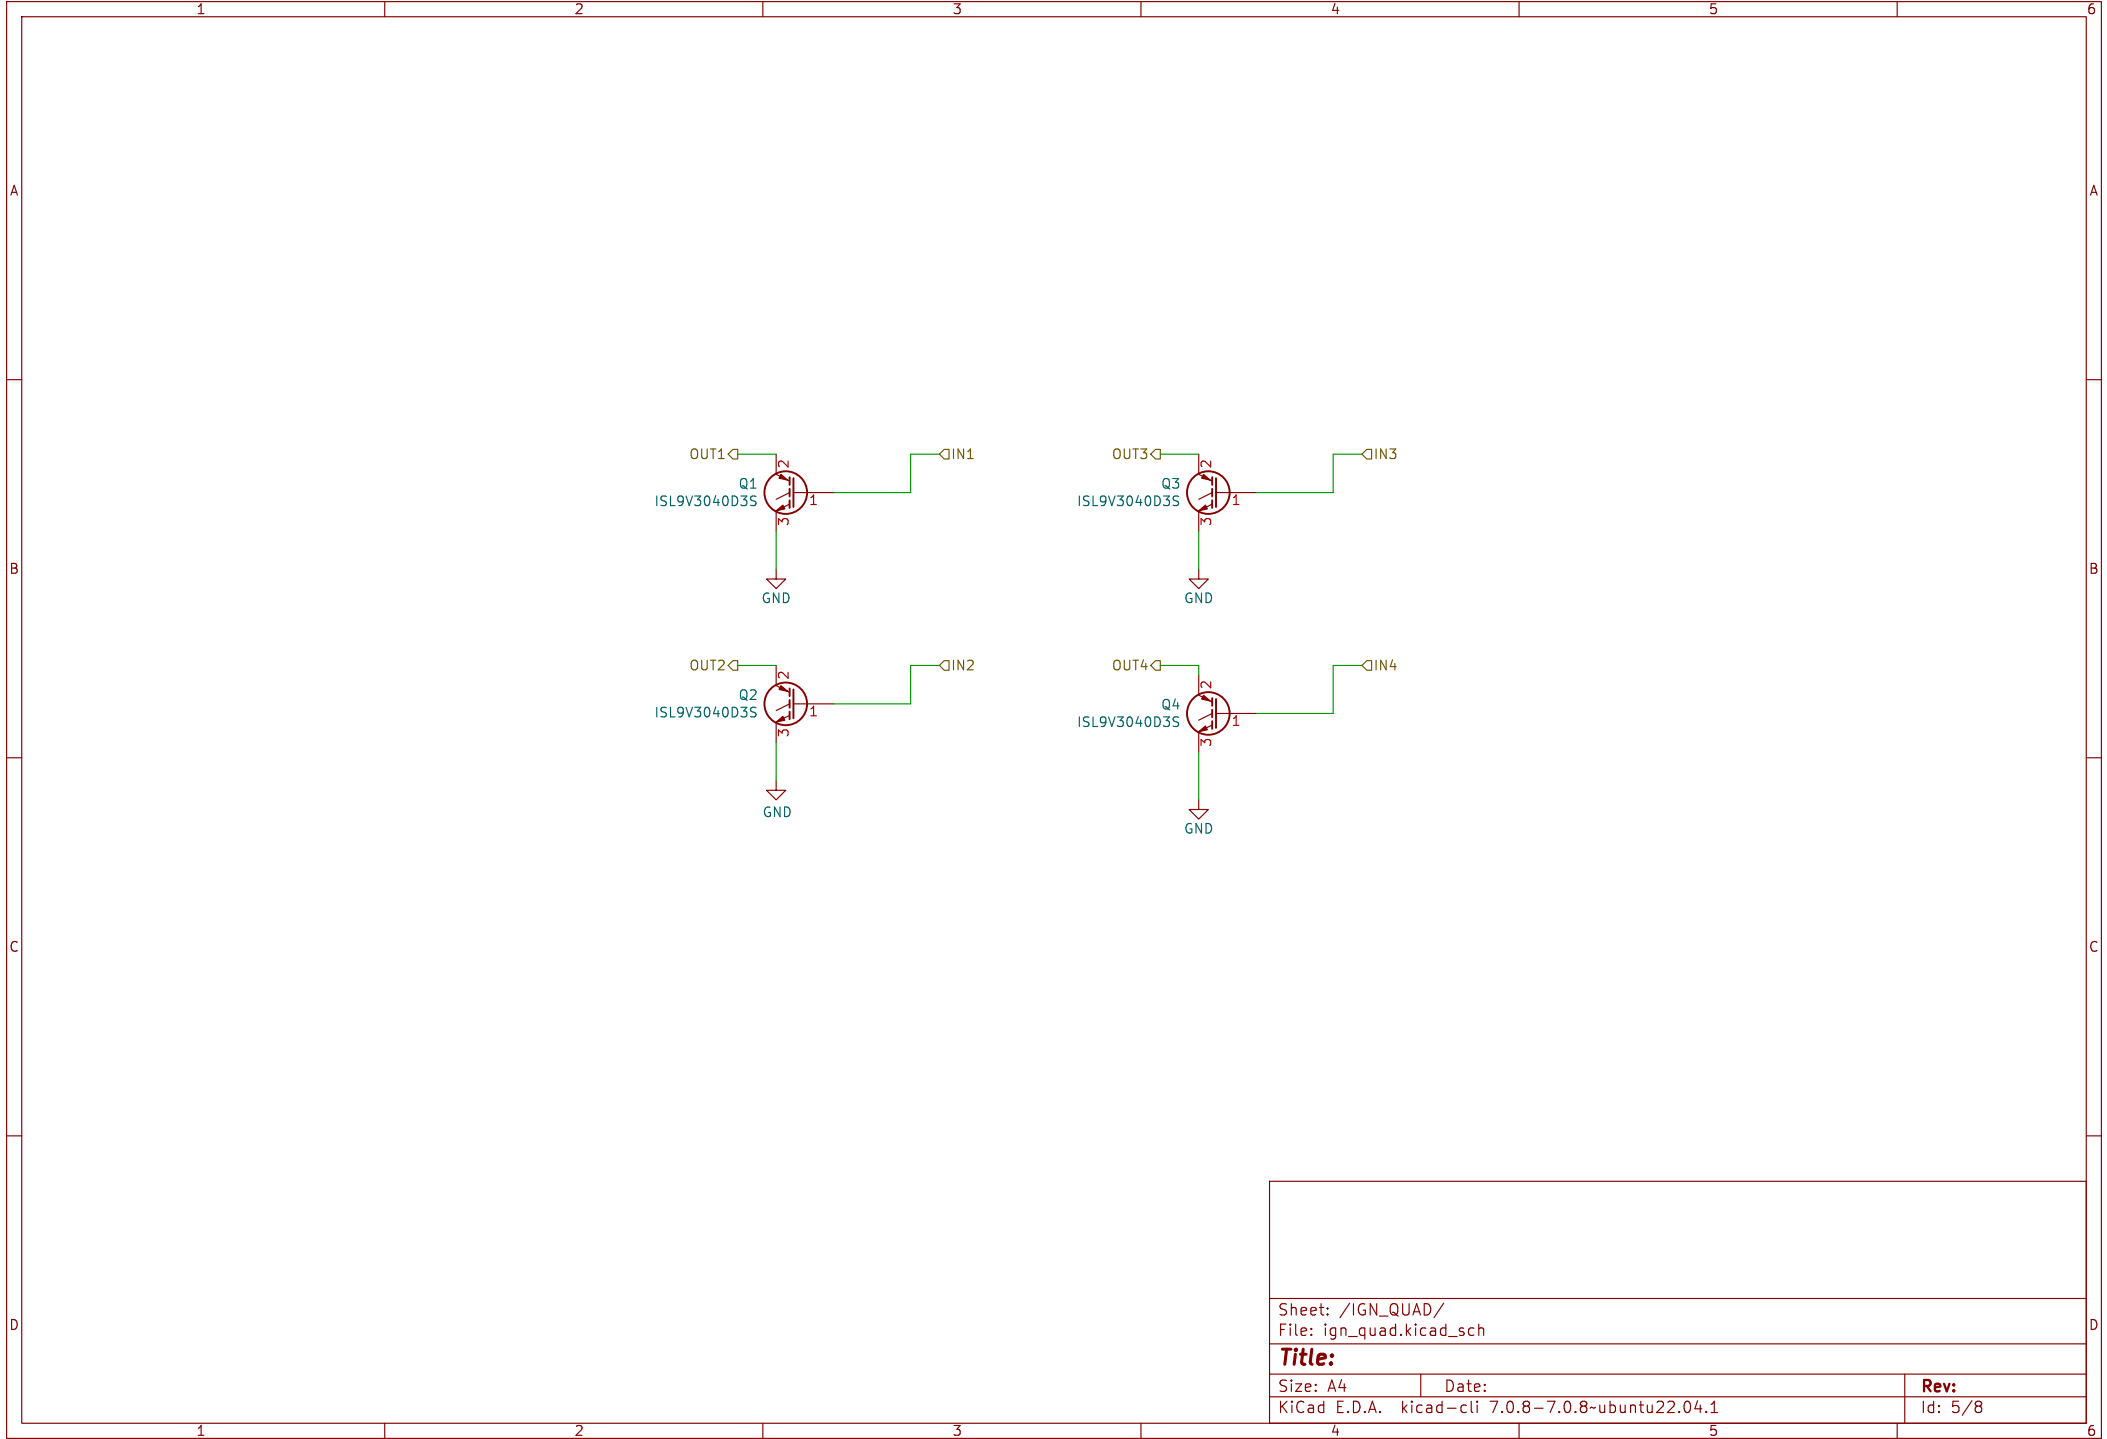 1 2 3 4 5 6
A A
OUT1 2 IN1 OUT3 2 IN3
Q1 Q3
ISL9V3040D3S 1 ISL9V3040D3S 1
3 3
B B
GND GND
OUT2 2 IN2 OUT4 2 IN4
Q2 Q4
ISL9V3040D3S 1 ISL9V3040D3S 1
3 3
GND GND
C C
Sheet: /IGN_QUAD/
File: ign_quad.kicad_sch
D D
Title:
Size: A4 Date: Rev:
KiCad E.D.A. kicad-cli 7.0.8-7.0.8~ubuntu22.04.1 Id: 5/8
1 2 3 4 5 6